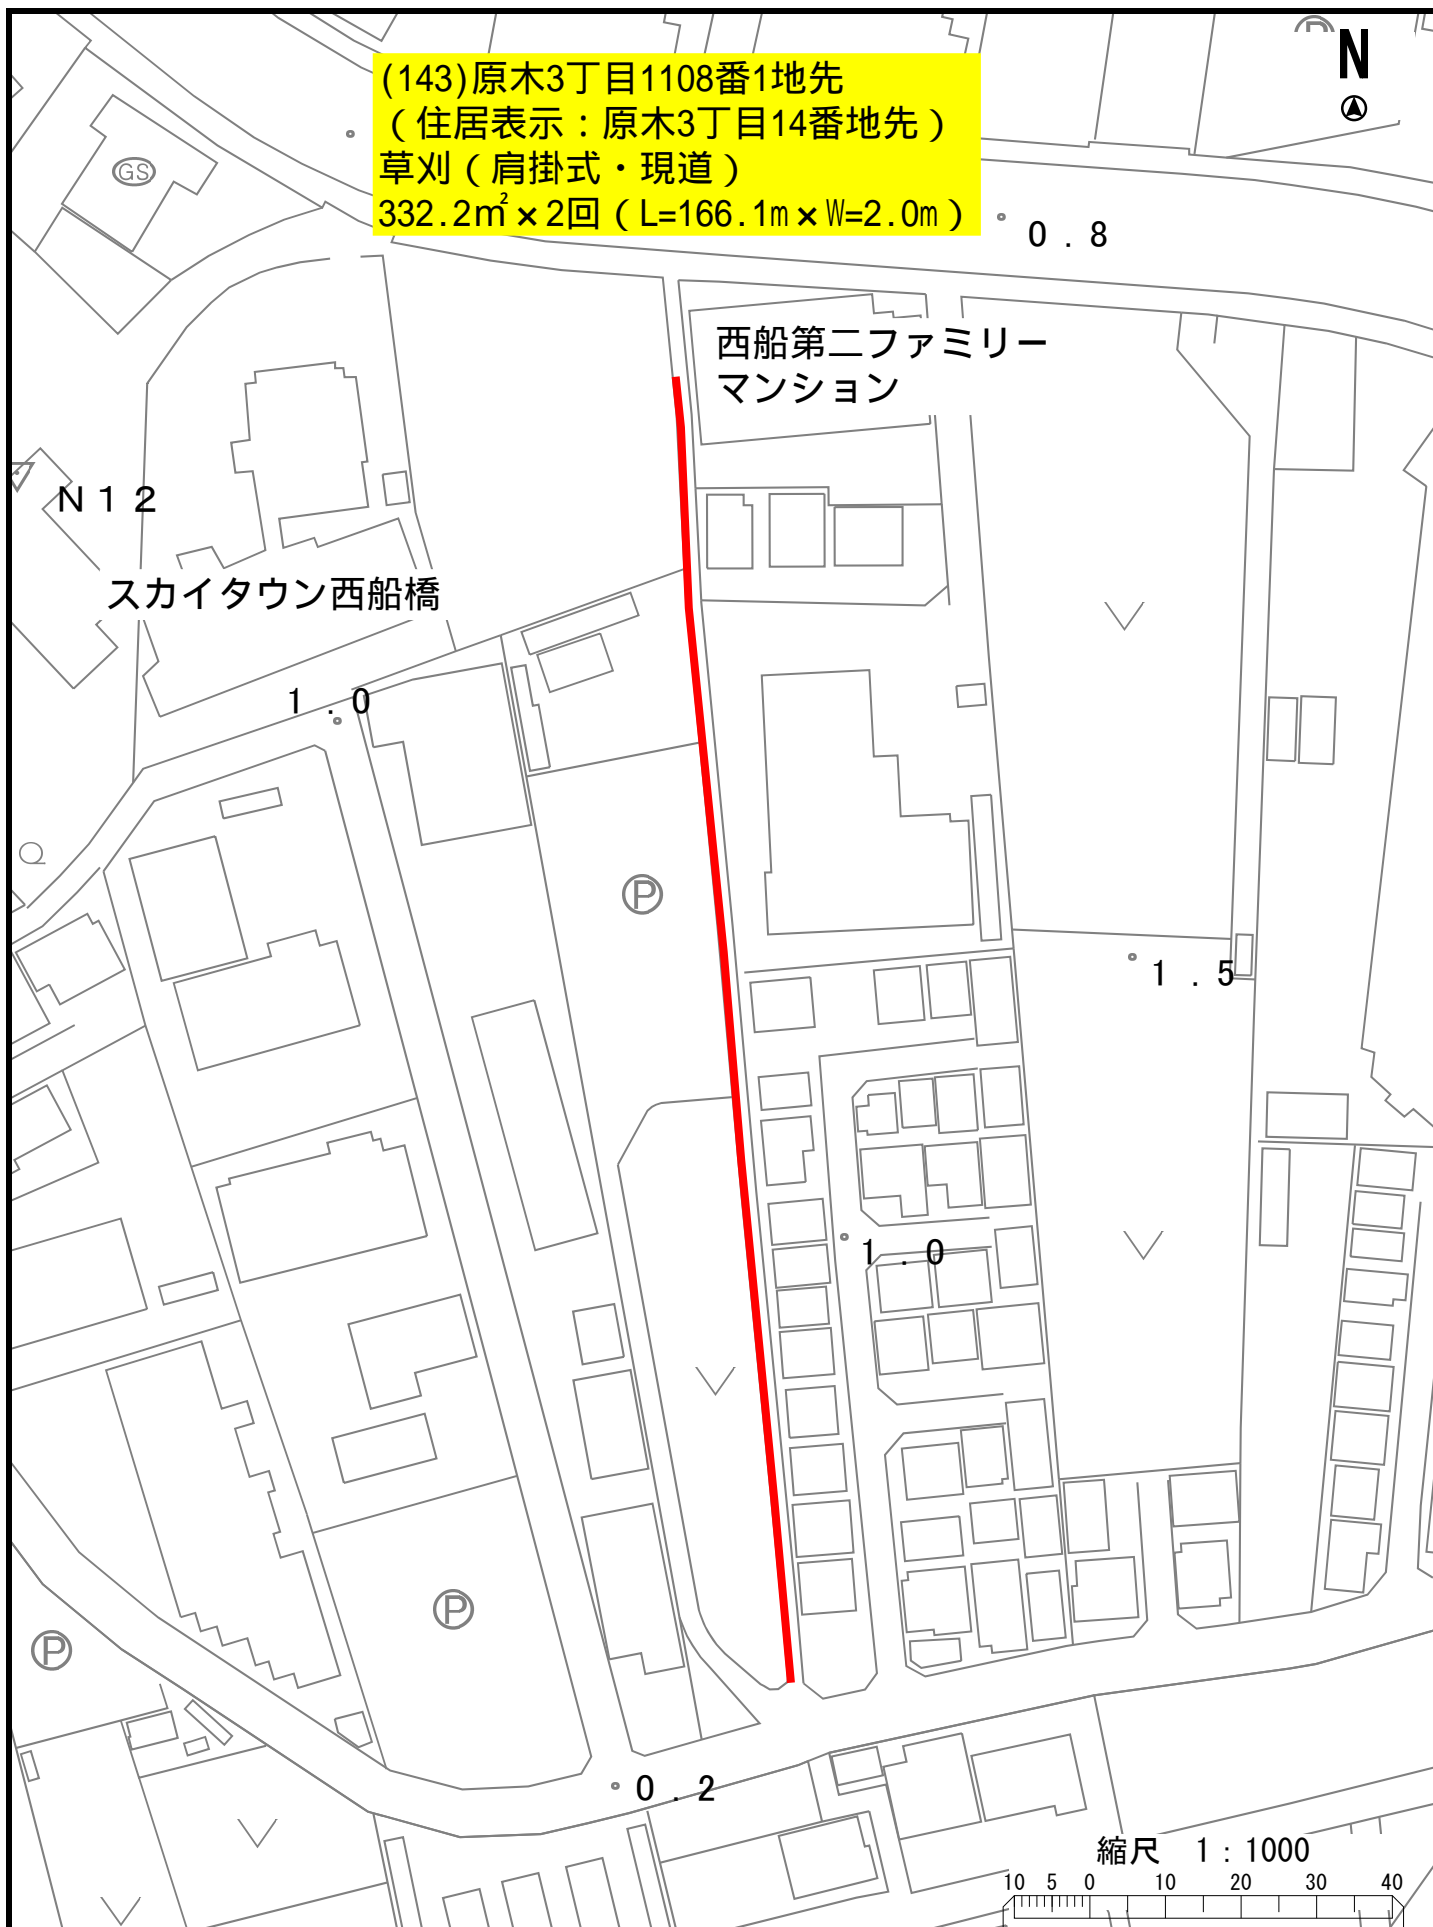 P
N
(143)原木3丁目1108番1地先
（住居表示：原木3丁目14番地先）
草刈（肩掛式・現道）
332.2㎡×2回（L=166.1m×W=2.0m）
GS
0.8
西船第二ファミリー
マンション
N12
スカイタウン西船橋
1.0
P
1.5
1.0
P
P
0.2
縮尺 1:1000
10 5 0 10 20 30 40